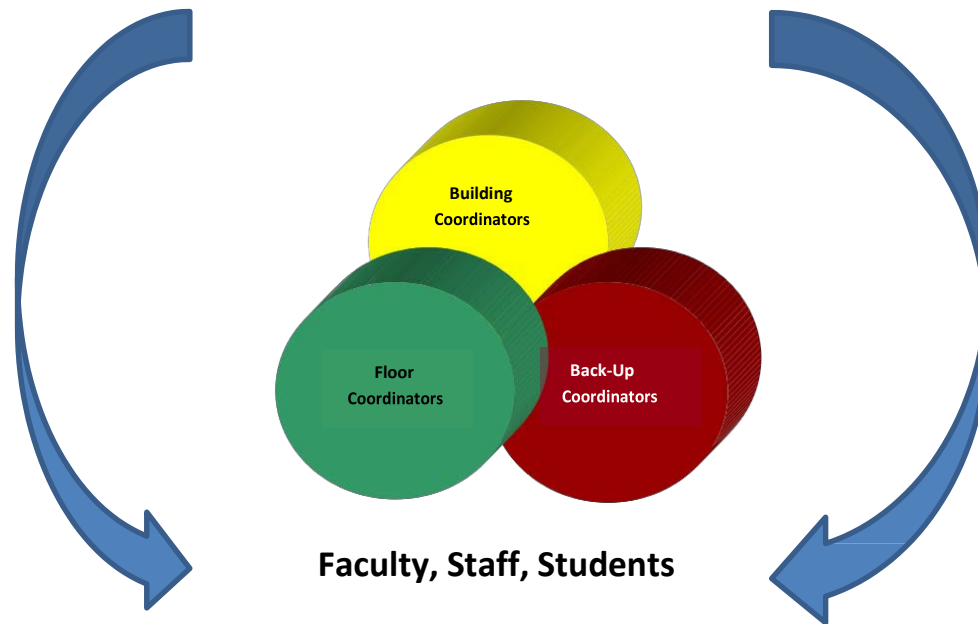 Building
Coordinators
Floor
Coordinators
Back-Up
Coordinators
Faculty, Staff, Students